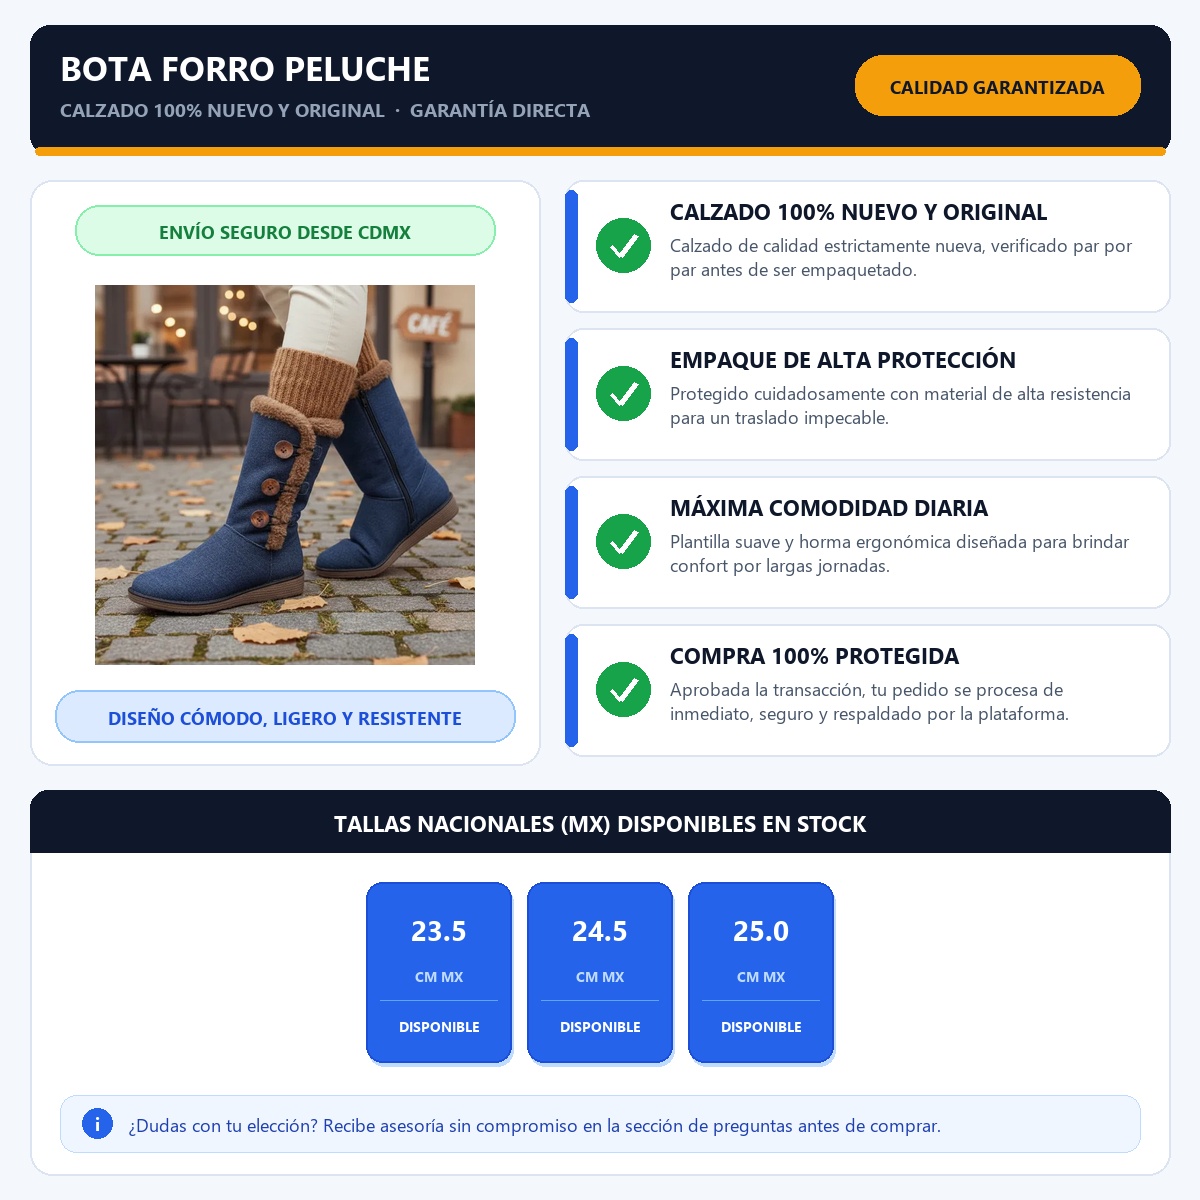 BOTA FORRO PELUCHE
CALZADO 100% NUEVO Y ORIGINAL · GARANTÍA DIRECTA
CALIDAD GARANTIZADA
ENVÍO SEGURO DESDE CDMX
CAFÉ
DISEÑO CÓMODO, LIGERO Y RESISTENTE
CALZADO 100% NUEVO Y ORIGINAL
Calzado de calidad estrictamente nueva, verificado par por
par antes de ser empaquetado.
EMPAQUE DE ALTA PROTECCIÓN
Protegido cuidadosamente con material de alta resistencia
para un traslado impecable.
MÁXIMA COMODIDAD DIARIA
Plantilla suave y horma ergonómica diseñada para brindar
confort por largas jornadas.
COMPRA 100% PROTEGIDA
Aprobada la transacción, tu pedido se procesa de
inmediato, seguro y respaldado por la plataforma.
TALLAS NACIONALES (MX) DISPONIBLES EN STOCK
23.5
CM MX
DISPONIBLE
24.5
CM MX
DISPONIBLE
25.0
CM MX
DISPONIBLE
¿Dudas con tu elección? Recibe asesoría sin compromiso en la sección de preguntas antes de comprar.